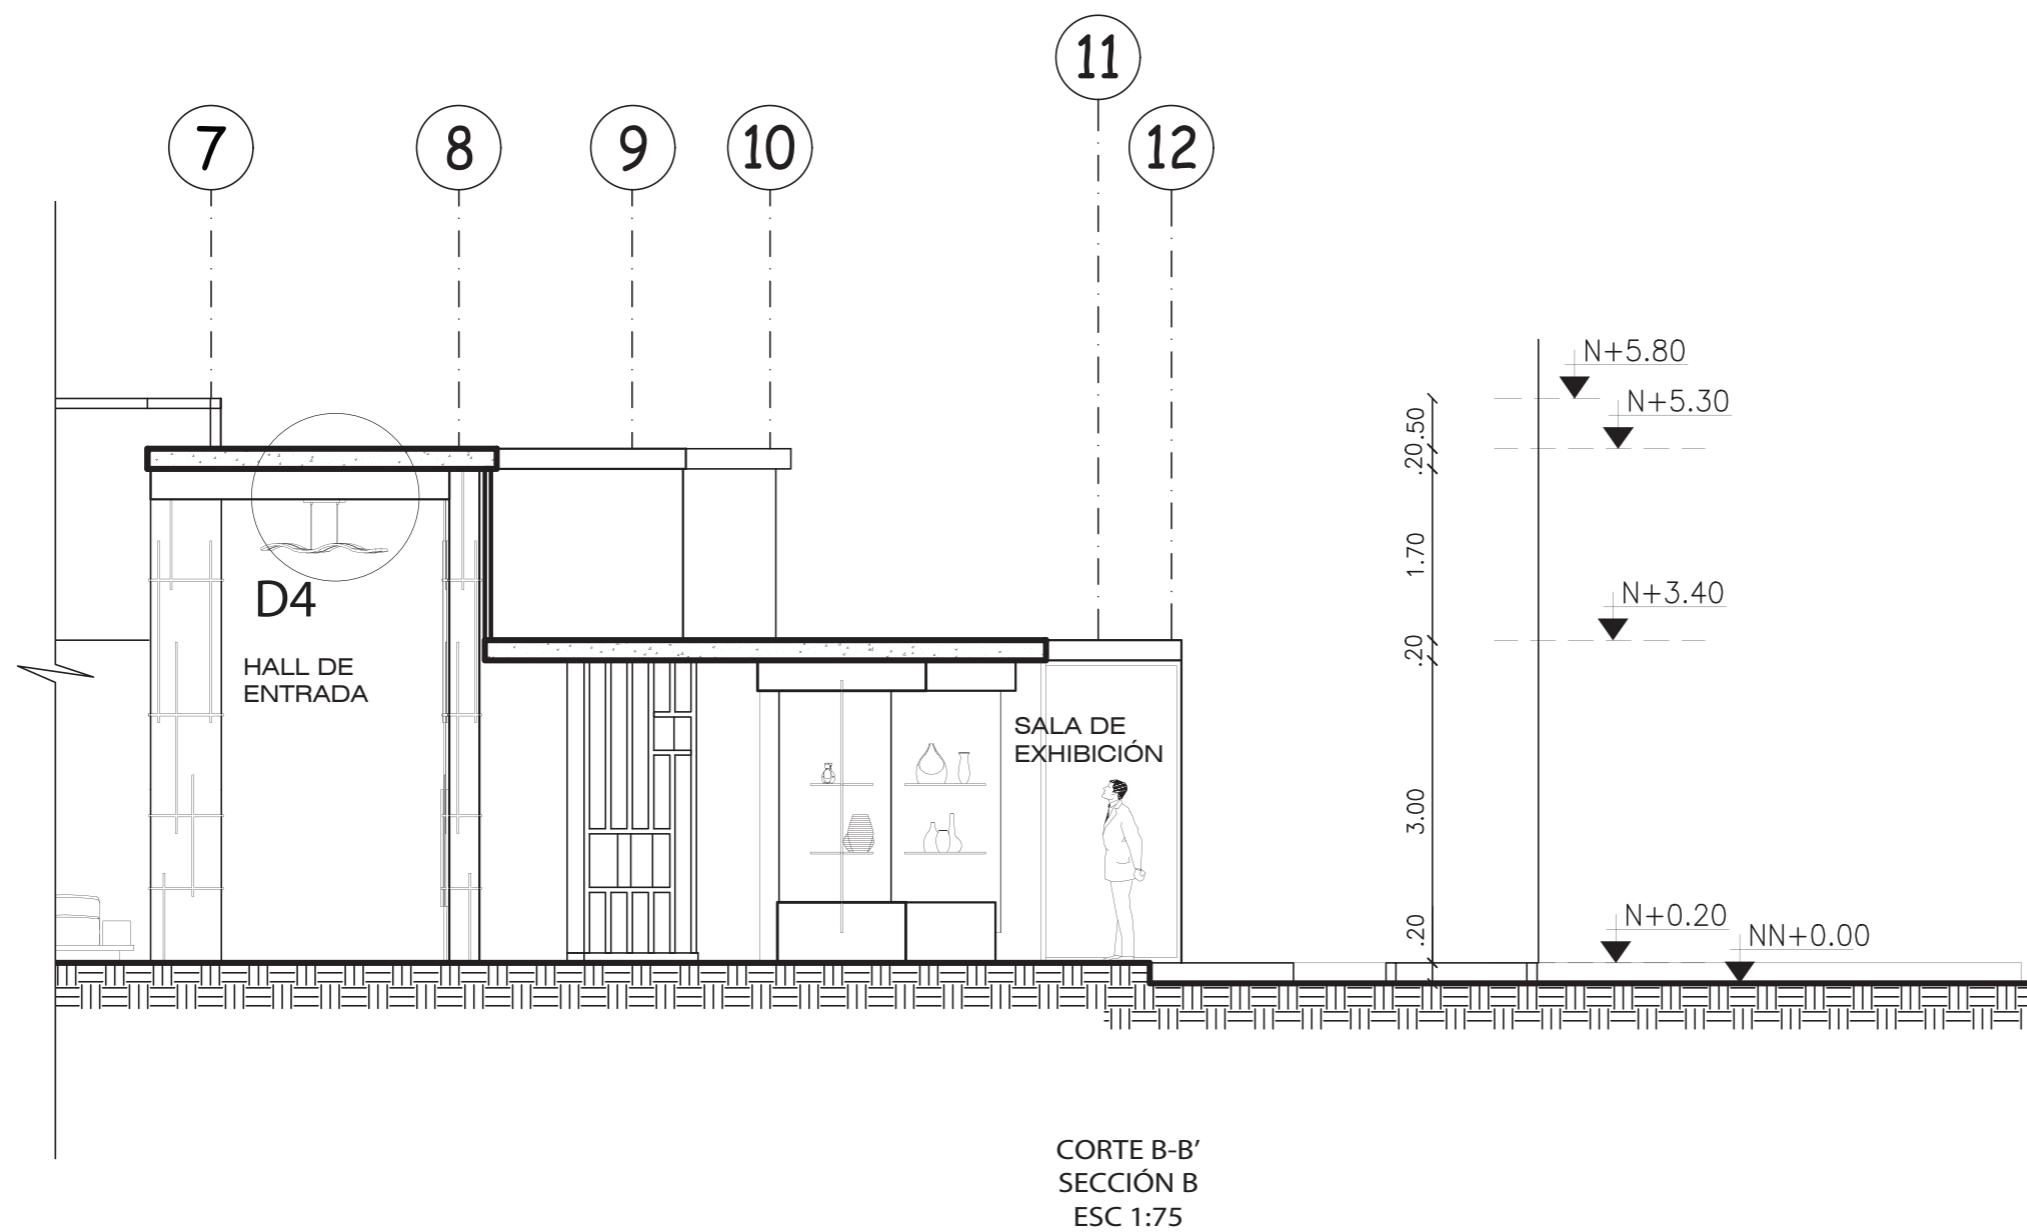 11
7
8
9
10
12
N+5.80
N+5.30
.50
.20
1.70
N+3.40
.20
D4
HALL DE
ENTRADA
SALA DE
EXHIBICIÓN
3.00
N+0.20
.20
NN+0.00
CORTE B-B’
SECCIÓN B
ESC 1:75